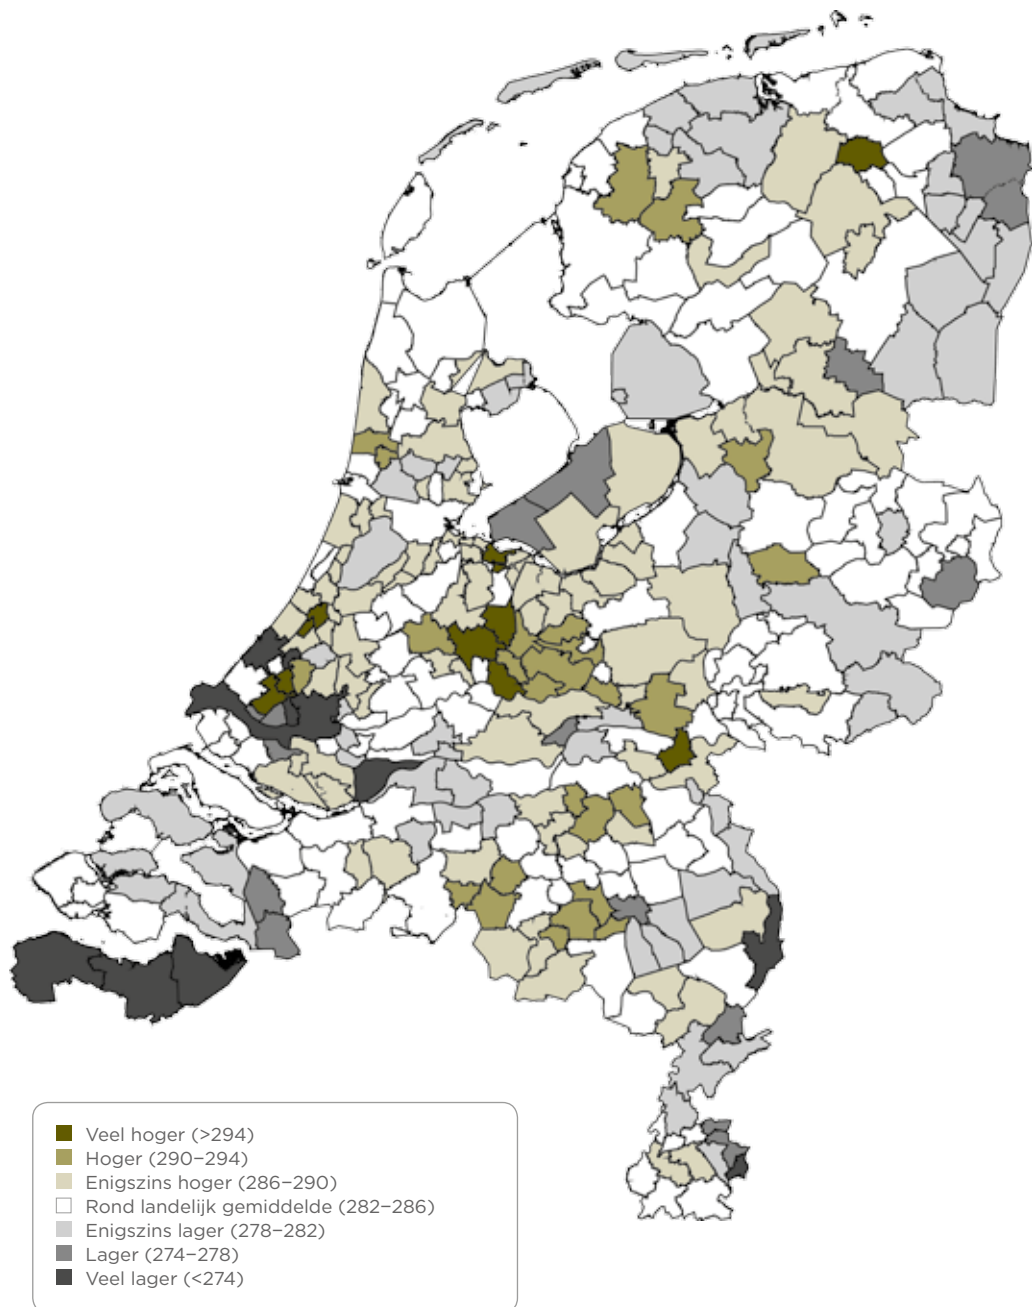 Veel hoger (>294)
Hoger (290–294)
Enigszins hoger (286–290)
Rond landelijk gemiddelde (282–286)
Enigszins lager (278–282)
Lager (274–278)
Veel lager (<274)